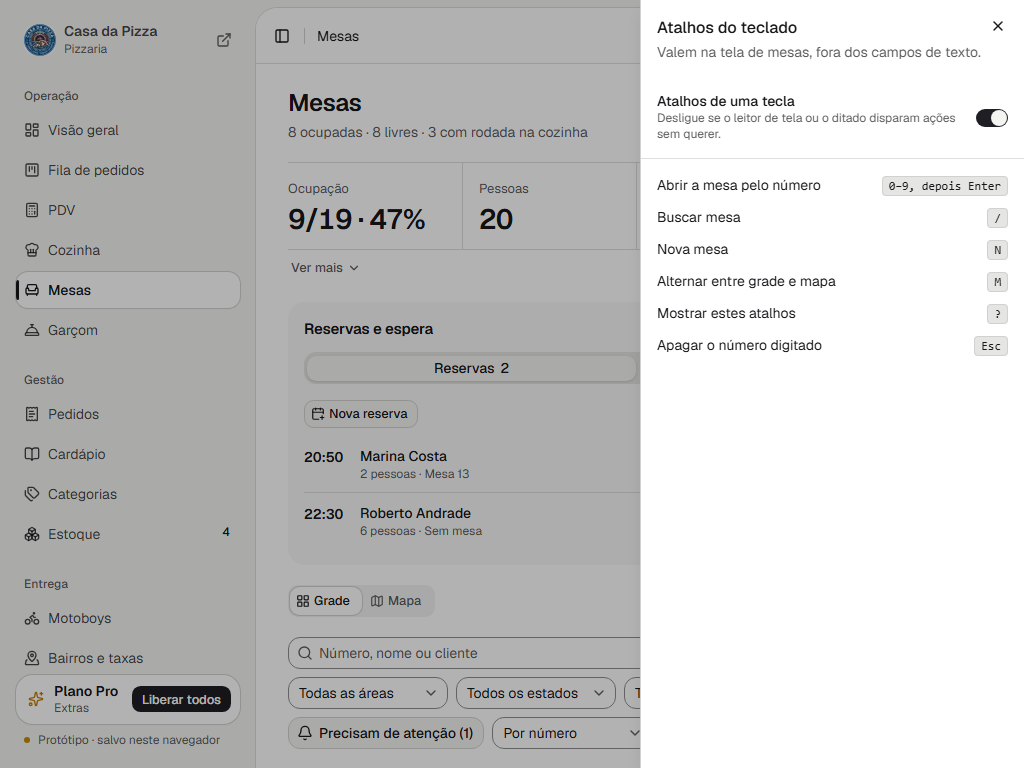 Casa da Pizza
Pizzaria
Operação
Visão geral
Fila de pedidos
PDV
Cozinha
Mesas
Garçom
Gestão
Pedidos
Cardápio
Categorias
Estoque 4
Entrega
Motoboys
Bairros e taxas
Plano Pro
Extras
Liberar todos
Protótipo · salvo neste navegador
Mesas
Mesas
8 ocupadas · 8 livres · 3 com rodada na cozinha
Ocupação
9/19 · 47%
Pessoas
20
Ver mais
Reservas e espera
Reservas 2
Nova reserva
20:50 Marina Costa
2 pessoas · Mesa 13
22:30 Roberto Andrade
6 pessoas · Sem mesa
Grade Mapa
Número, nome ou cliente
Todas as áreas Todos os estados T
Precisam de atenção (1) Por número
Atalhos do teclado
Valem na tela de mesas, fora dos campos de texto.
Atalhos de uma tecla
Desligue se o leitor de tela ou o ditado disparam ações
sem querer.
Abrir a mesa pelo número 0–9, depois Enter
Buscar mesa /
Nova mesa N
Alternar entre grade e mapa M
Mostrar estes atalhos ?
Apagar o número digitado Esc